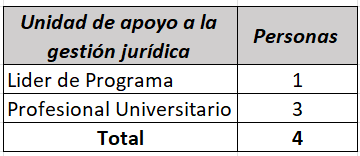 Unidad de apoyo a la
gestión jurídica
Personas
Lider de Programa 1
Profesional Universitario 3
Total 4